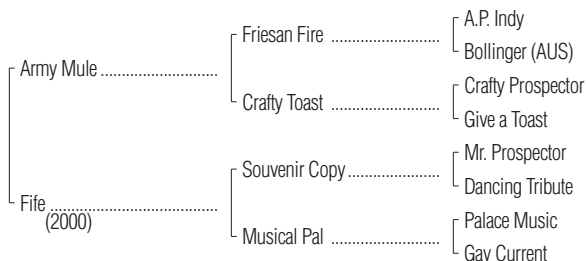 A.P. Indy
Friesan Fire ........................
Bollinger (AUS)
Army Mule ...........................
Crafty Prospector
Crafty Toast ........................
Give a Toast
Mr. Prospector
Souvenir Copy ....................
Dancing Tribute
Fife ......................................
(2000)
Palace Music
Musical Pal ........................
Gay Current